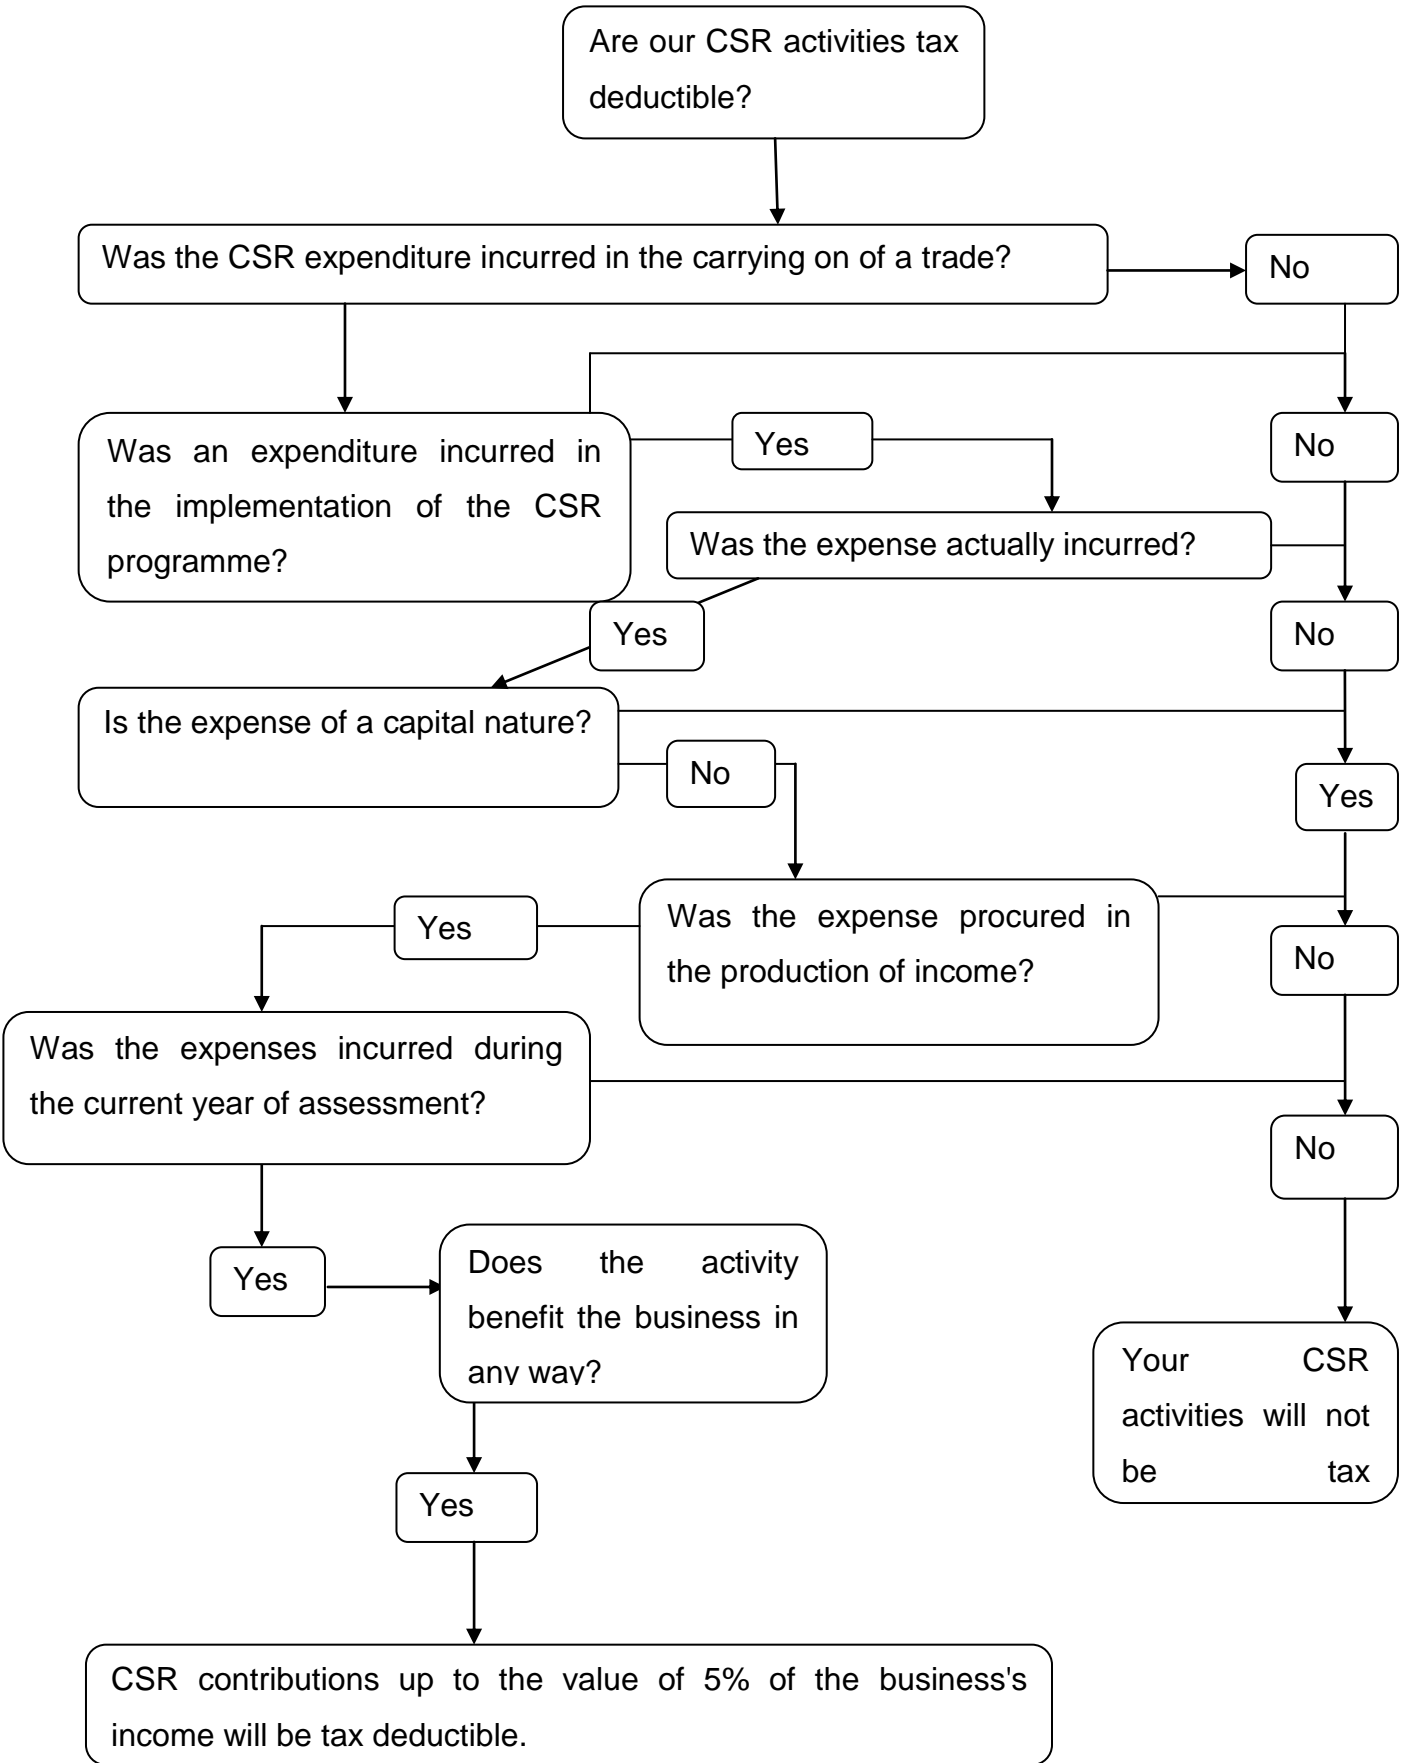 Are our CSR activities tax
deductible?
Was the CSR expenditure incurred in the carrying on of a trade?
No
Was an expenditure incurred in
the implementation of the CSR
programme?
Yes
No
Was the expense actually incurred?
Yes
No
Is the expense of a capital nature?
No
Yes
Was the expense procured in
the production of income?
Yes
No
Was the expenses incurred during
the current year of assessment?
No
Yes
Does the activity
benefit the business in
any way?
Your CSR
activities will not
be tax
Yes
CSR contributions up to the value of 5% of the business's
income will be tax deductible.